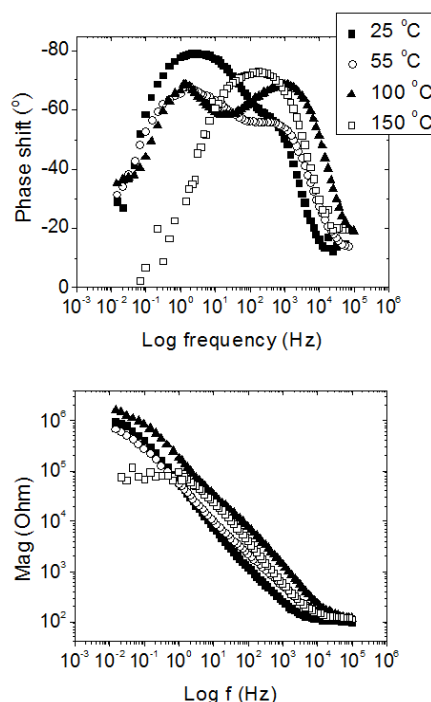 25 °C
55 °C
100 °C
150 °C
-80
-60
-40
-20
0
Phase shift (°)
10⁻³ 10⁻² 10⁻¹ 10⁰ 10¹ 10² 10³ 10⁴ 10⁵ 10⁶
Log frequency (Hz)
10⁶
10⁵
10⁴
10³
10²
Mag (Ohm)
10⁻³ 10⁻² 10⁻¹ 10⁰ 10¹ 10² 10³ 10⁴ 10⁵ 10⁶
Log f (Hz)